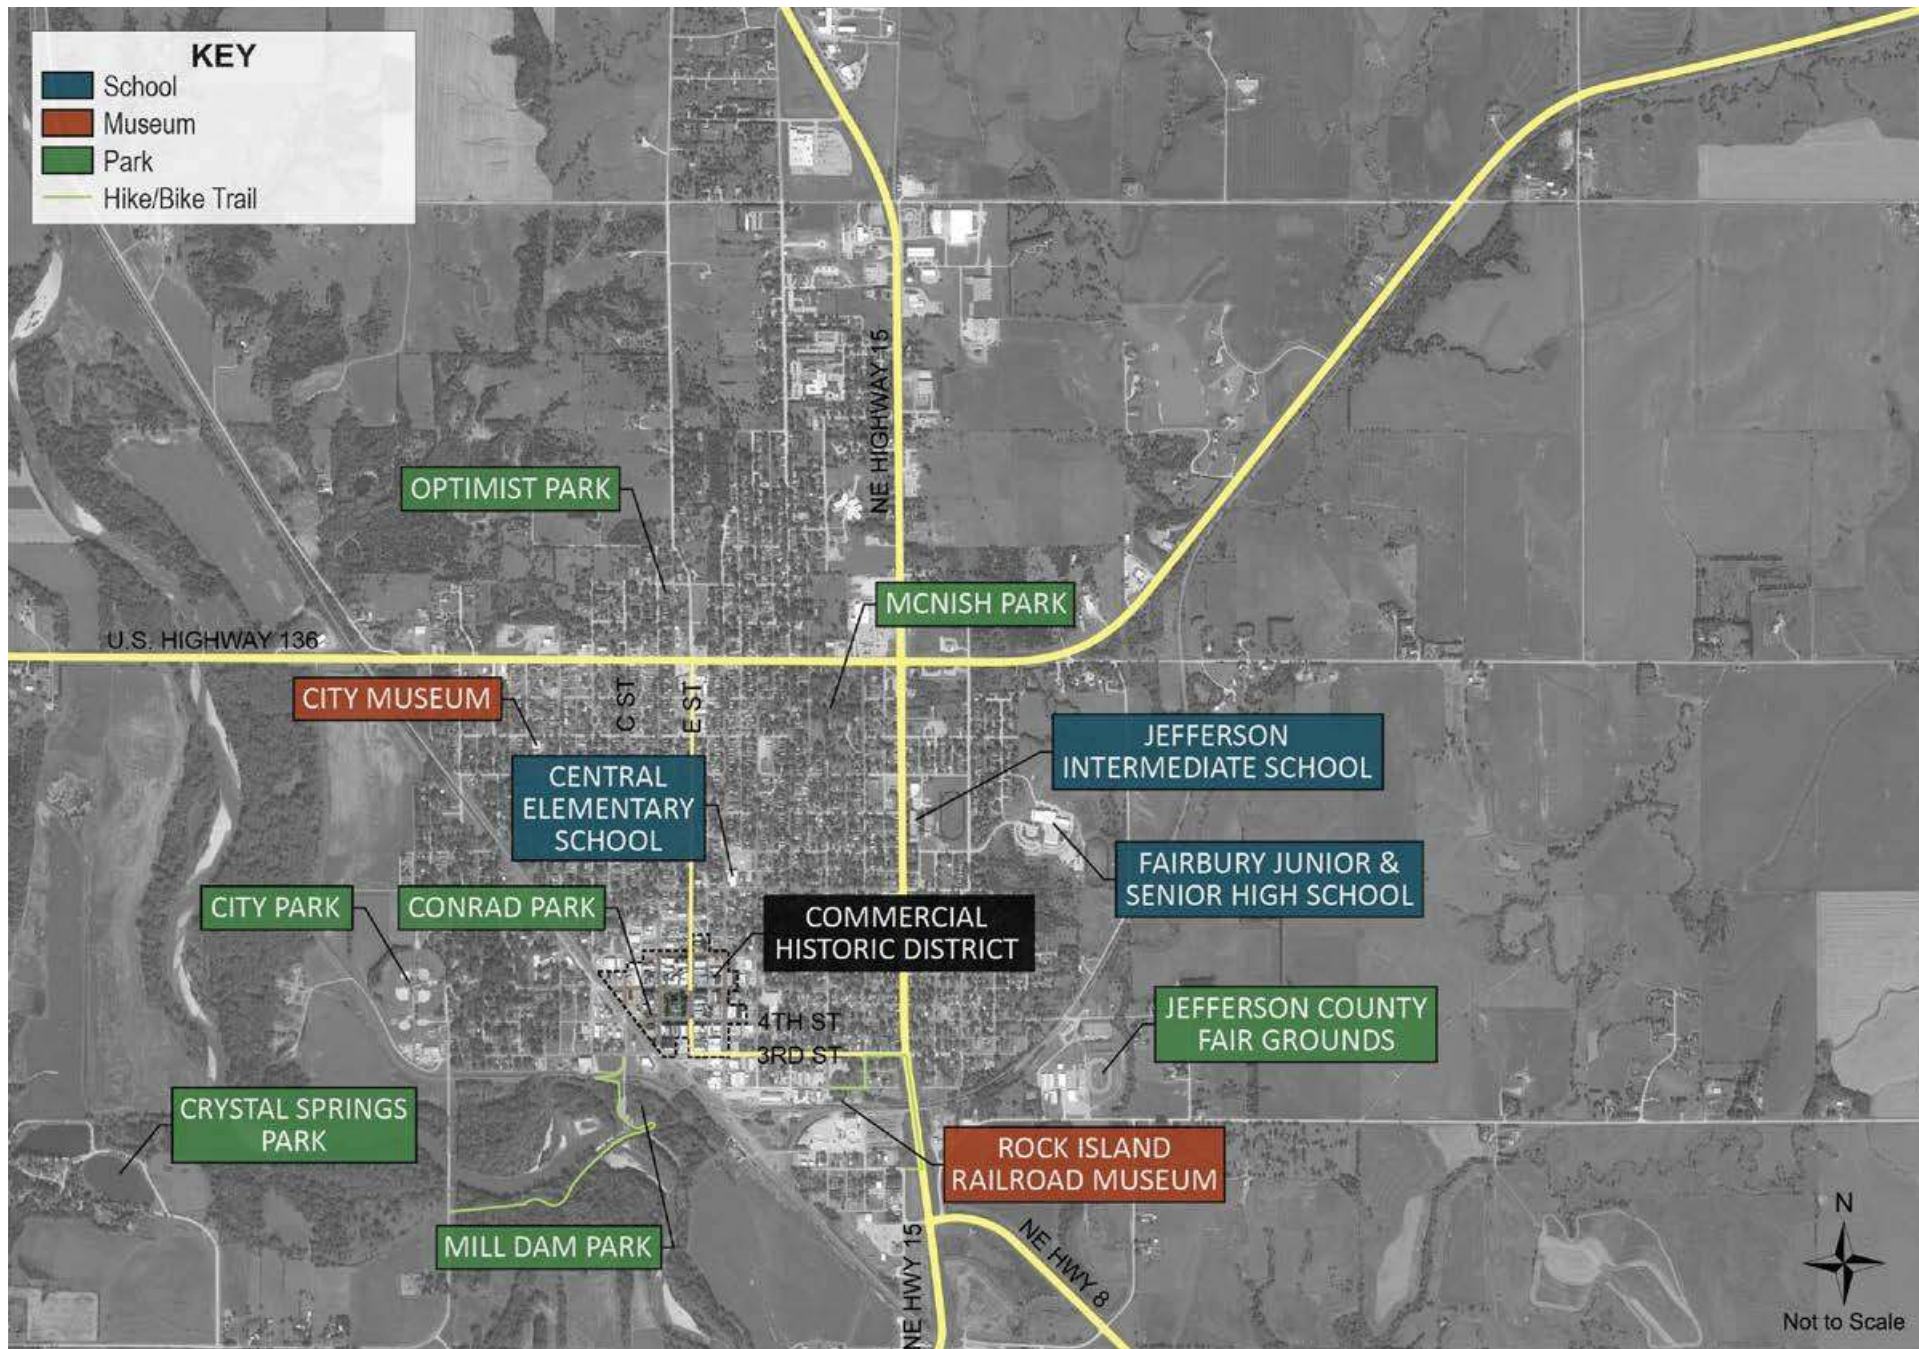 KEY
School
Museum
Park
Hike/Bike Trail
NE HIGHWAY 15
OPTIMIST PARK
MCNISH PARK
U.S. HIGHWAY 136
CITY MUSEUM
C ST
E ST
JEFFERSON
INTERMEDIATE SCHOOL
CENTRAL
ELEMENTARY
SCHOOL
FAIRBURY JUNIOR &
SENIOR HIGH SCHOOL
CITY PARK
CONRAD PARK
COMMERCIAL
HISTORIC DISTRICT
4TH ST
3RD ST
JEFFERSON COUNTY
FAIR GROUNDS
CRYSTAL SPRINGS
PARK
ROCK ISLAND
RAILROAD MUSEUM
MILL DAM PARK
NE HWY 15
NE HWY 8
N
Not to Scale